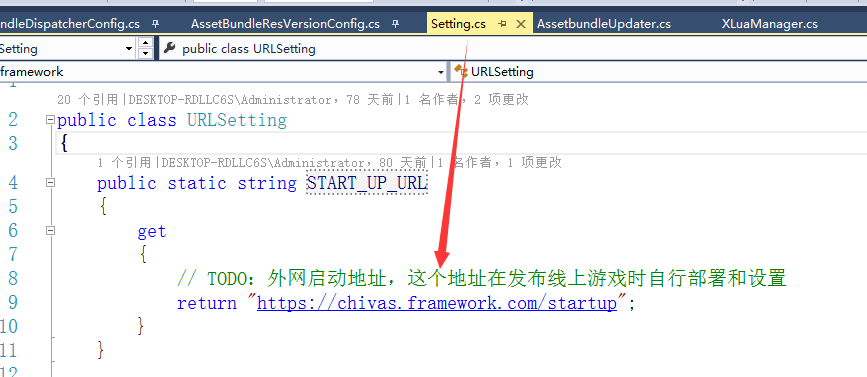 ndleDispatcherConfig.cs AssetBundleResVersionConfig.cs Setting.cs AssetbundleUpdater.cs XLuaManager.cs
Setting public class URLSetting
framework URLSetting
20 个引用|DESKTOP-RDLLC6S\Administrator，78 天前|1 名作者，2 项更改
2 public class URLSetting
3 {
1 个引用|DESKTOP-RDLLC6S\Administrator，80 天前|1 名作者，1 项更改
4 public static string START_UP_URL
5 {
6 get
7 {
8 // TODO：外网启动地址，这个地址在发布线上游戏时自行部署和设置
9 return "https://chivas.framework.com/startup";
10 }
11 }
12